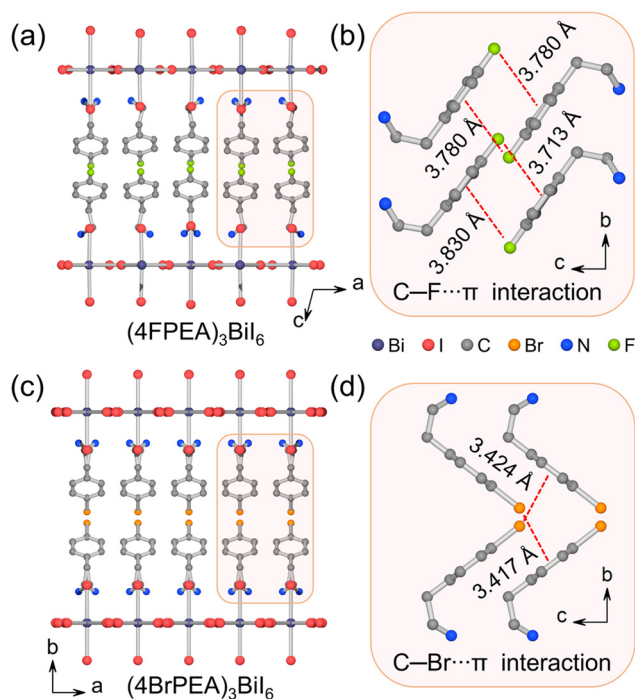 (a)
(b)
3.780 Å
3.780 Å
3.713 Å
3.830 Å
b
c
C—F···π interaction
a
c
(4FPEA)₃BiI₆
Bi I C Br N F
(c)
(d)
3.424 Å
3.417 Å
b
c
C—Br···π interaction
b
a
(4BrPEA)₃BiI₆